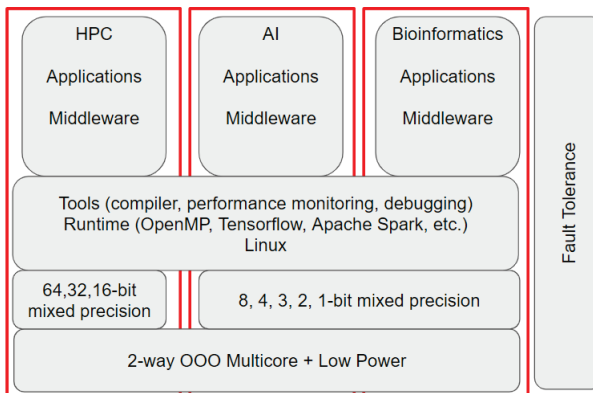 HPC
Applications
Middleware
AI
Applications
Middleware
Bioinformatics
Applications
Middleware
Fault Tolerance
Tools (compiler, performance monitoring, debugging)
Runtime (OpenMP, Tensorflow, Apache Spark, etc.)
Linux
64,32,16-bit
mixed precision
8, 4, 3, 2, 1-bit mixed precision
2-way OOO Multicore + Low Power